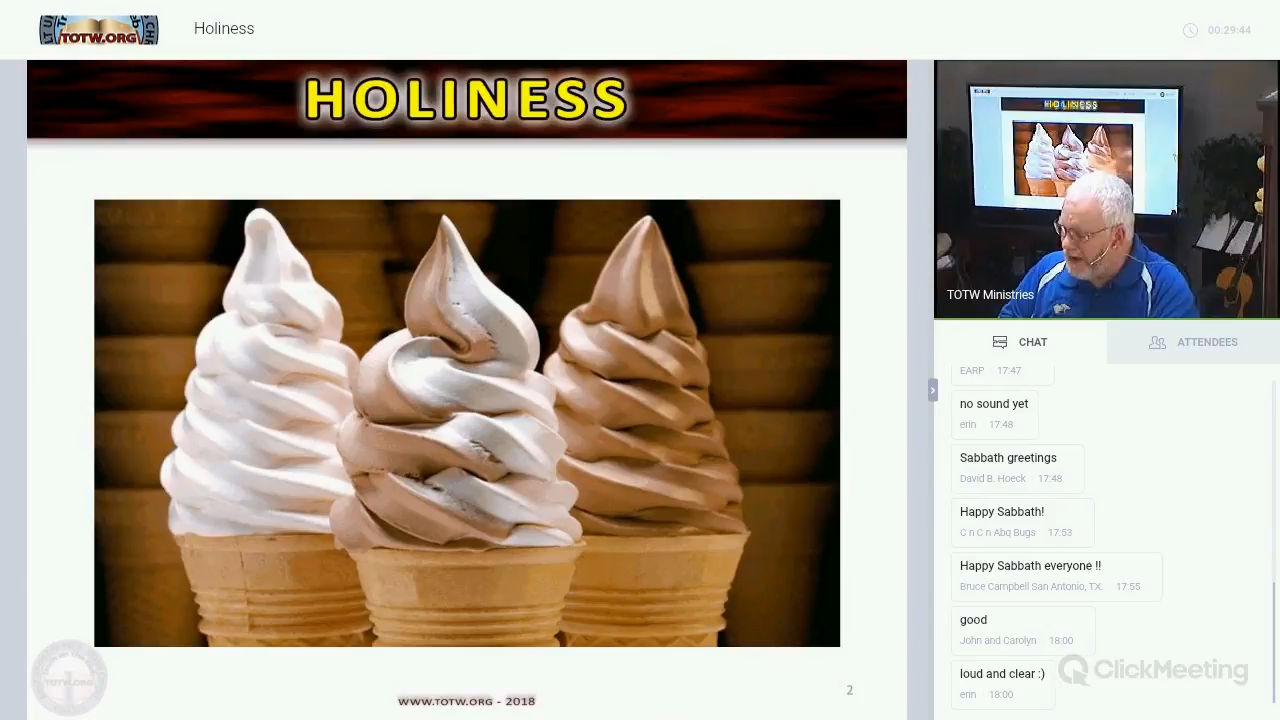 TOTW.ORG
Holiness
00:29:44
HOLINESS
WWW.TOTW.ORG - 2018
2
HOLINESS
TOTW Ministries
CHAT
ATTENDEES
EARP 17:47
no sound yet
erin 17:48
Sabbath greetings
David B. Hoeck 17:48
Happy Sabbath!
C n C n Abq Bugs 17:53
Happy Sabbath everyone !!
Bruce Campbell San Antonio, TX. 17:55
good
John and Carolyn 18:00
loud and clear :)
erin 18:00
ClickMeeting